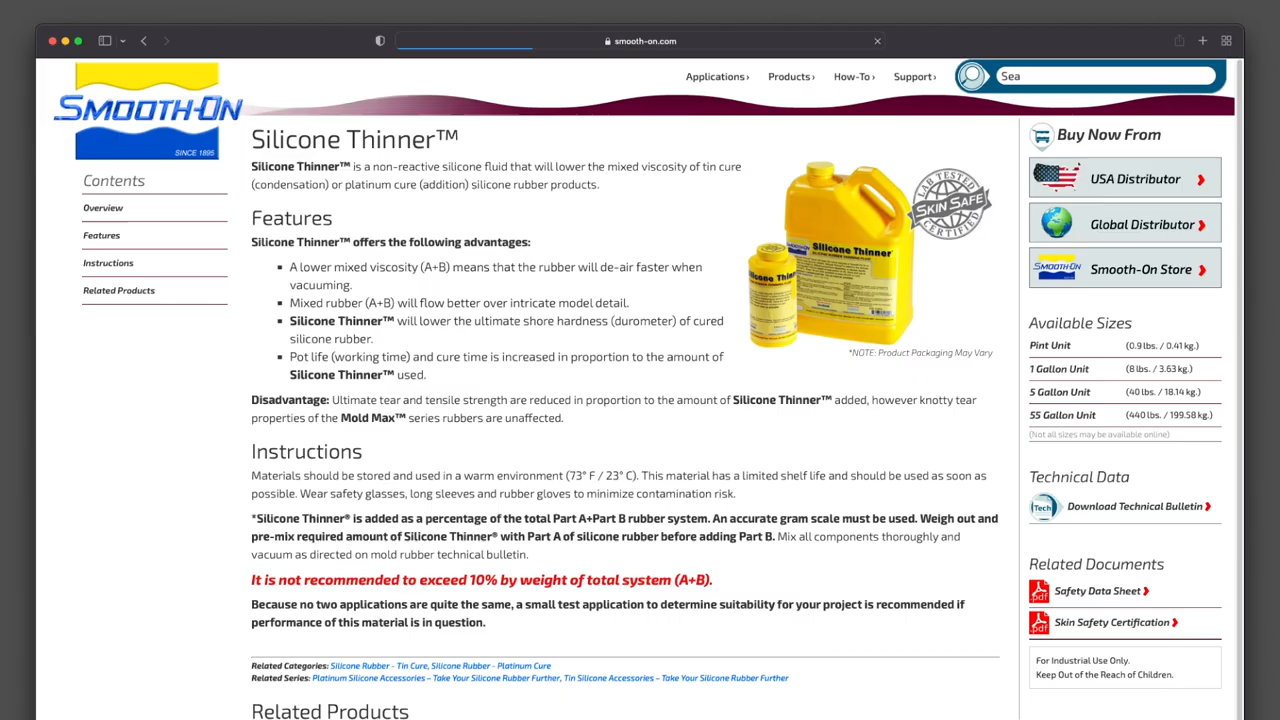 smooth-on.com
Applications ›
Products ›
How-To ›
Support ›
Sea
SMOOTH-ON
SINCE 1895
Contents
Overview
Features
Instructions
Related Products
Silicone Thinner™
Silicone Thinner™ is a non-reactive silicone fluid that will lower the mixed viscosity of tin cure
(condensation) or platinum cure (addition) silicone rubber products.
Features
Silicone Thinner™ offers the following advantages:
A lower mixed viscosity (A+B) means that the rubber will de-air faster when
vacuuming.
Mixed rubber (A+B) will flow better over intricate model detail.
Silicone Thinner™ will lower the ultimate shore hardness (durometer) of cured
silicone rubber.
Pot life (working time) and cure time is increased in proportion to the amount of
Silicone Thinner™ used.
LAB TESTED
SKIN SAFE
CERTIFIED
Silicone Thinner
*NOTE: Product Packaging May Vary
Disadvantage: Ultimate tear and tensile strength are reduced in proportion to the amount of Silicone Thinner™ added, however knotty tear
properties of the Mold Max™ series rubbers are unaffected.
Instructions
Materials should be stored and used in a warm environment (73° F / 23° C). This material has a limited shelf life and should be used as soon as
possible. Wear safety glasses, long sleeves and rubber gloves to minimize contamination risk.
*Silicone Thinner® is added as a percentage of the total Part A+Part B rubber system. An accurate gram scale must be used. Weigh out and
pre-mix required amount of Silicone Thinner® with Part A of silicone rubber before adding Part B. Mix all components thoroughly and
vacuum as directed on mold rubber technical bulletin.
It is not recommended to exceed 10% by weight of total system (A+B).
Because no two applications are quite the same, a small test application to determine suitability for your project is recommended if
performance of this material is in question.
Related Categories: Silicone Rubber - Tin Cure, Silicone Rubber - Platinum Cure
Related Series: Platinum Silicone Accessories – Take Your Silicone Rubber Further, Tin Silicone Accessories – Take Your Silicone Rubber Further
Related Products
Buy Now From
USA Distributor
Global Distributor
SMOOTH-ON
Smooth-On Store
Available Sizes
Pint Unit (0.9 lbs. / 0.41 kg.)
1 Gallon Unit (8 lbs. / 3.63 kg.)
5 Gallon Unit (40 lbs. / 18.14 kg.)
55 Gallon Unit (440 lbs. / 199.58 kg.)
(Not all sizes may be available online)
Technical Data
Tech
Download Technical Bulletin
Related Documents
.pdf
Safety Data Sheet
.pdf
Skin Safety Certification
For Industrial Use Only.
Keep Out of the Reach of Children.